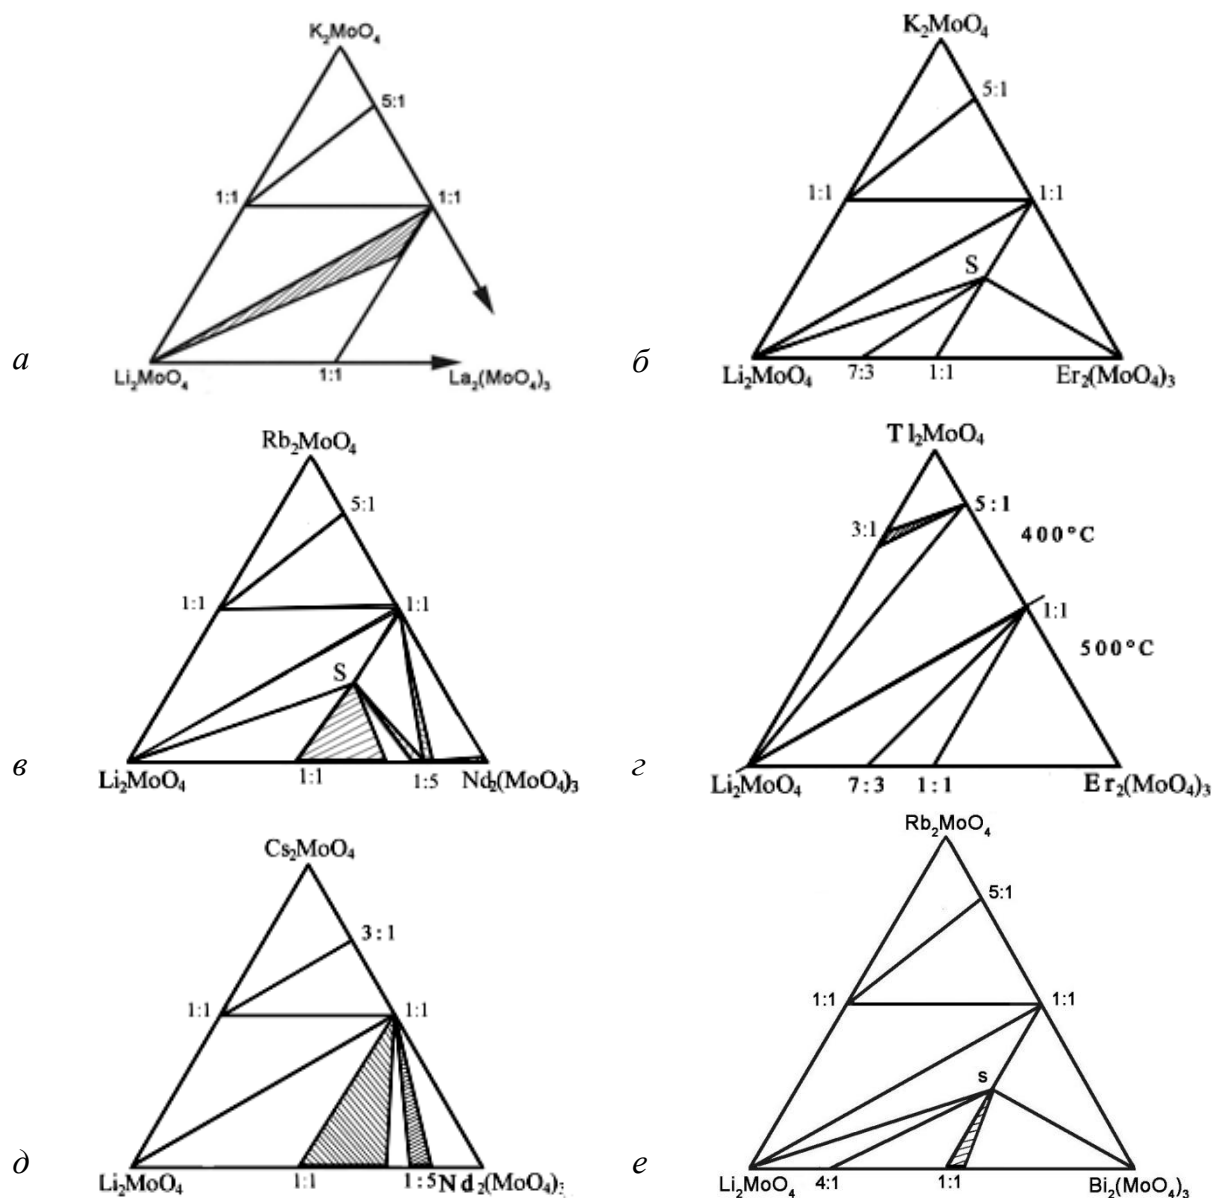 K₂MoO₄
5:1
1:1
1:1
а
Li₂MoO₄
1:1
La₂(MoO₄)₃
K₂MoO₄
5:1
1:1
1:1
S
б
Li₂MoO₄
7:3
1:1
Er₂(MoO₄)₃
Rb₂MoO₄
5:1
1:1
1:1
S
в
Li₂MoO₄
1:1
1:5
Nd₂(MoO₄)₃
Tl₂MoO₄
5:1
3:1
400°C
1:1
500°C
г
Li₂MoO₄
7:3
1:1
Er₂(MoO₄)₃
Cs₂MoO₄
3:1
1:1
1:1
д
Li₂MoO₄
1:1
1:5
Nd₂(MoO₄)₃
Rb₂MoO₄
5:1
1:1
1:1
s
е
Li₂MoO₄
4:1
1:1
Bi₂(MoO₄)₃